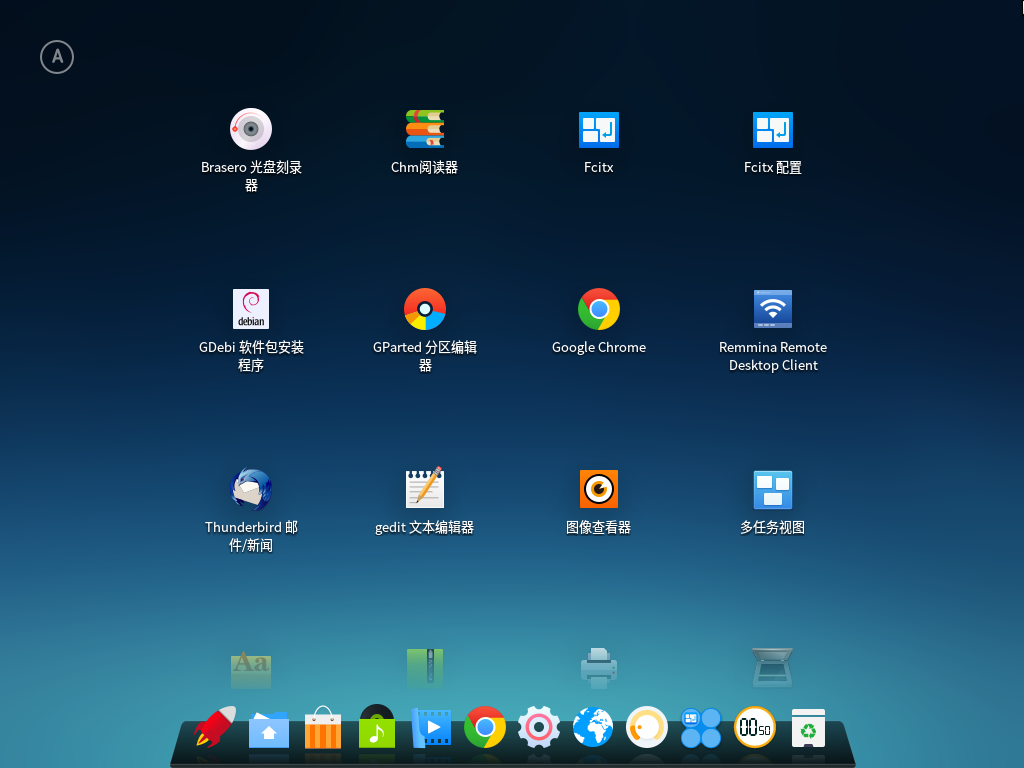 A
Brasero 光盘刻录
器
Chm阅读器
Fcitx
Fcitx 配置
debian
GDebi 软件包安装
程序
GParted 分区编辑
器
Google Chrome
Remmina Remote
Desktop Client
Thunderbird 邮
件/新闻
gedit 文本编辑器
图像查看器
多任务视图
Aa
00 50